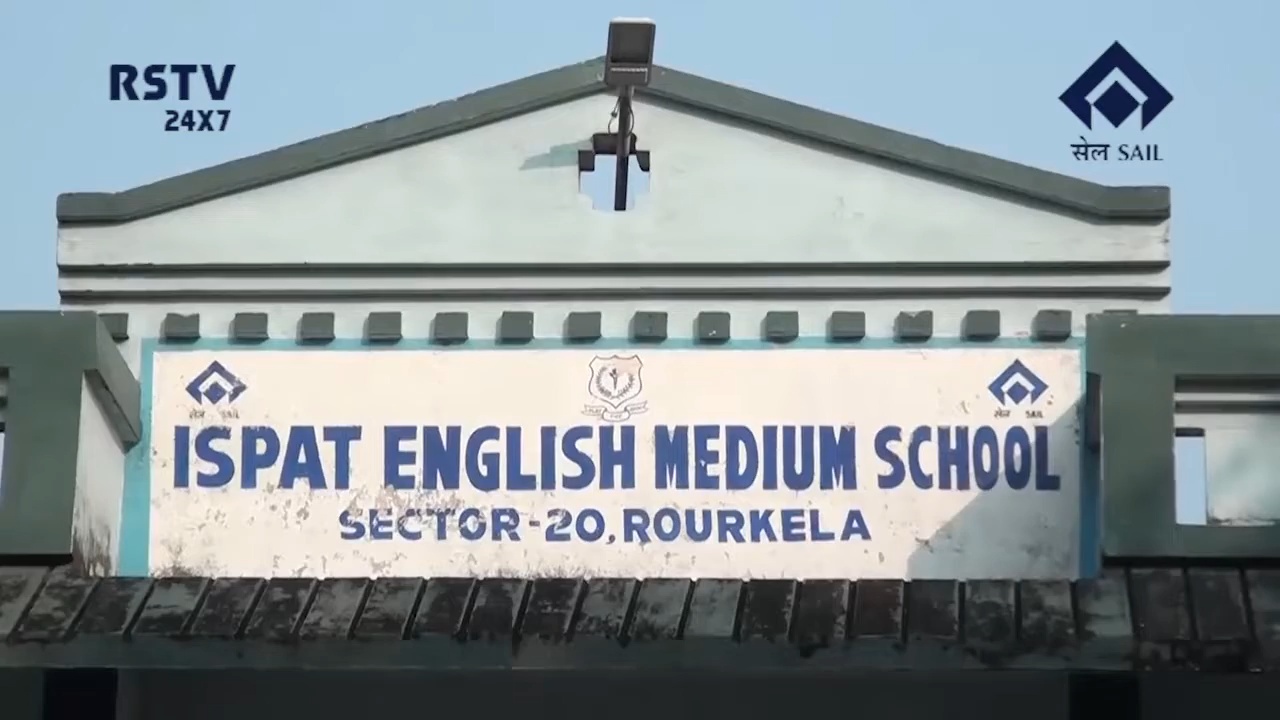 RSTV
24X7
सेल SAIL
सेल SAIL
सेल SAIL
ISPAT ENGLISH MEDIUM SCHOOL
SECTOR-20, ROURKELA